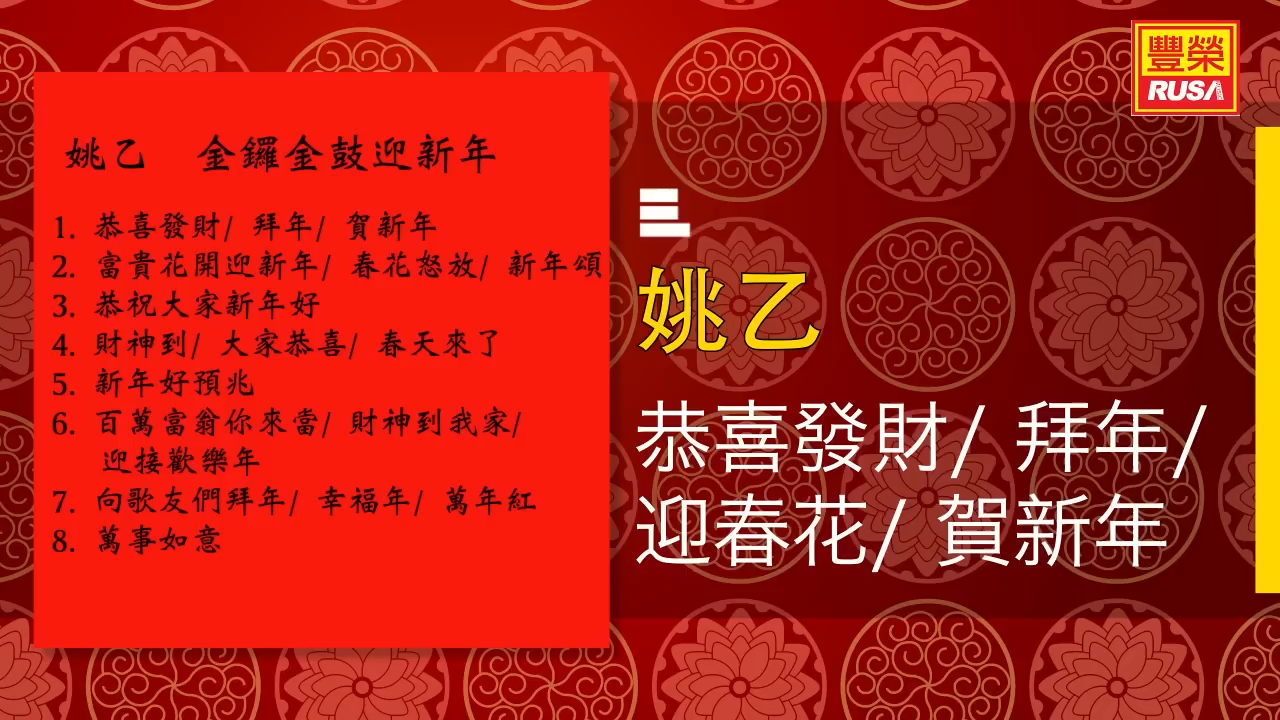 豐榮
RUSA
姚乙 金鑼金鼓迎新年
1. 恭喜發財/ 拜年/ 賀新年
2. 富貴花開迎新年/ 春花怒放/ 新年頌
3. 恭祝大家新年好
4. 財神到/ 大家恭喜/ 春天來了
5. 新年好預兆
6. 百萬富翁你來當/ 財神到我家/
迎接歡樂年
7. 向歌友們拜年/ 幸福年/ 萬年紅
8. 萬事如意
姚乙
恭喜發財/ 拜年/
迎春花/ 賀新年